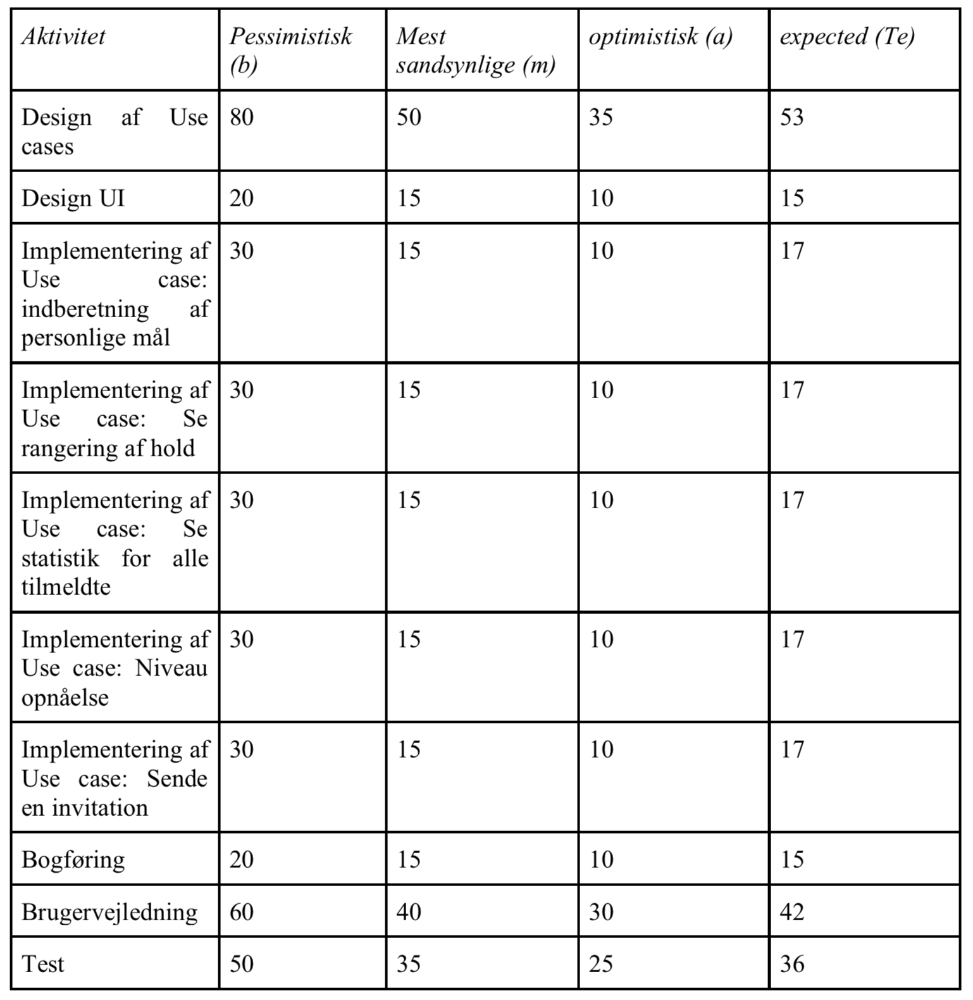 Aktivitet
Pessimistisk
(b)
Mest
sandsynlige (m)
optimistisk (a)
expected (Te)
Design af Use
cases
80
50
35
53
Design UI
20
15
10
15
Implementering af
Use case:
indberetning af
personlige mål
30
15
10
17
Implementering af
Use case: Se
rangering af hold
30
15
10
17
Implementering af
Use case: Se
statistik for alle
tilmeldte
30
15
10
17
Implementering af
Use case: Niveau
opnåelse
30
15
10
17
Implementering af
Use case: Sende
en invitation
30
15
10
17
Bogføring
20
15
10
15
Brugervejledning
60
40
30
42
Test
50
35
25
36